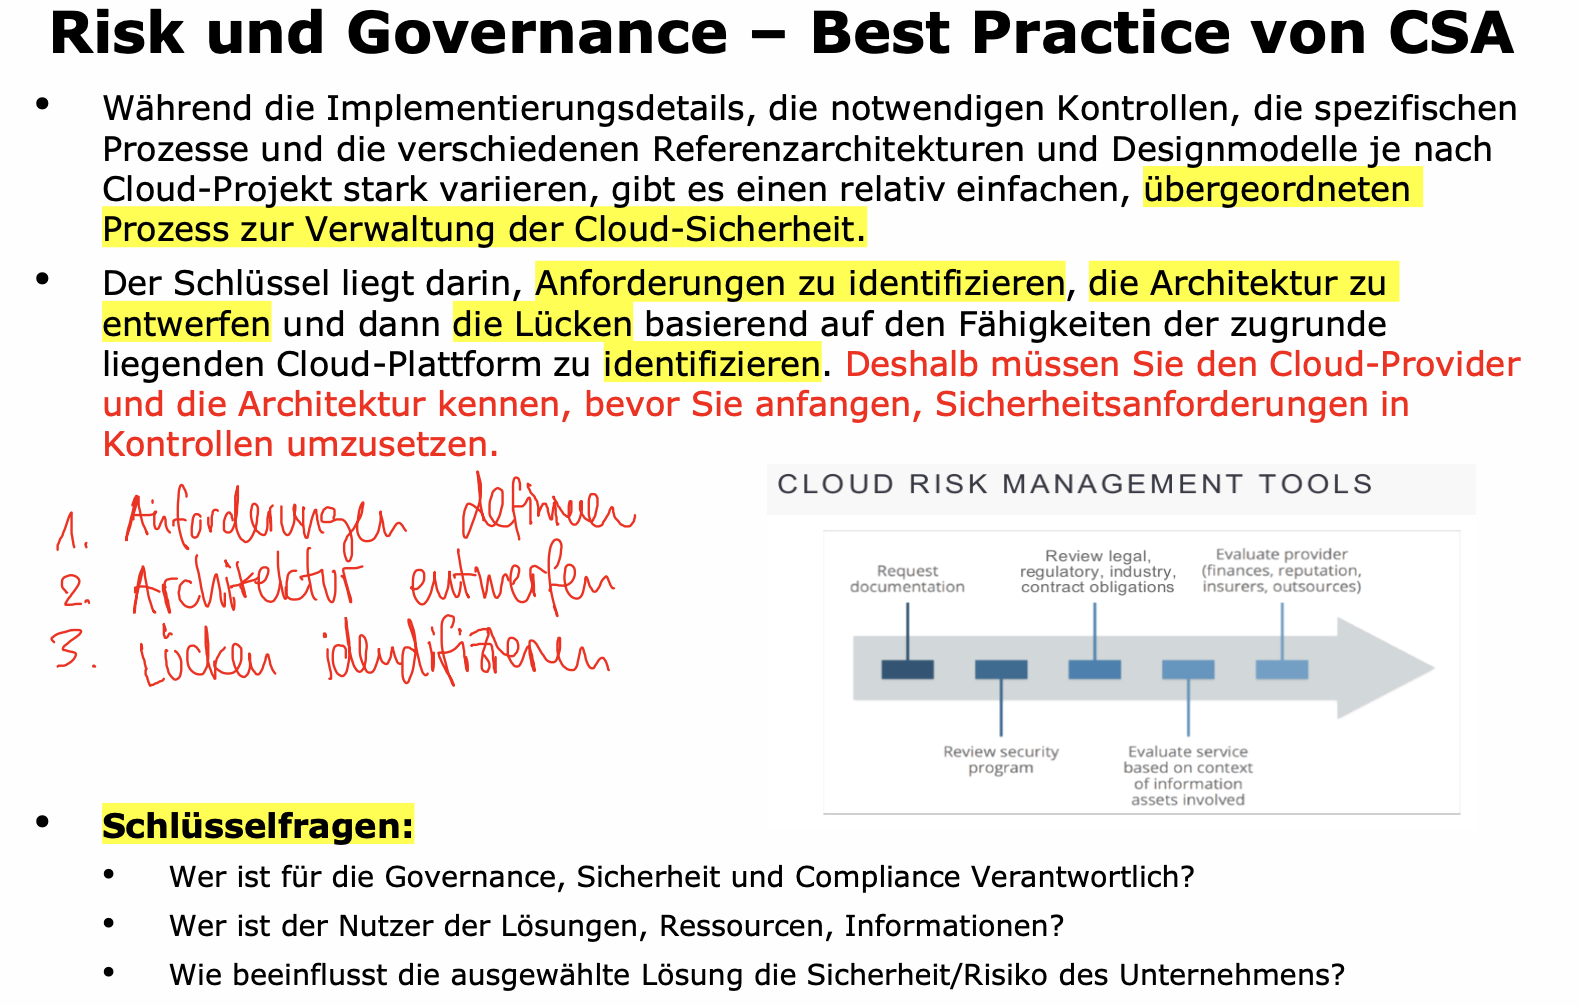 Risk und Governance – Best Practice von CSA
• Während die Implementierungsdetails, die notwendigen Kontrollen, die spezifischen
Prozesse und die verschiedenen Referenzarchitekturen und Designmodelle je nach
Cloud-Projekt stark variieren, gibt es einen relativ einfachen, übergeordneten
Prozess zur Verwaltung der Cloud-Sicherheit.
• Der Schlüssel liegt darin, Anforderungen zu identifizieren, die Architektur zu
entwerfen und dann die Lücken basierend auf den Fähigkeiten der zugrunde
liegenden Cloud-Plattform zu identifizieren. Deshalb müssen Sie den Cloud-Provider
und die Architektur kennen, bevor Sie anfangen, Sicherheitsanforderungen in
Kontrollen umzusetzen.
1. Anforderungen definieren
2. Architektur entwerfen
3. Lücken idendifizieren
CLOUD RISK MANAGEMENT TOOLS
Request
documentation
Review legal,
regulatory, industry,
contract obligations
Evaluate provider
(finances, reputation,
insurers, outsources)
Review security
program
Evaluate service
based on context
of information
assets involved
• Schlüsselfragen:
• Wer ist für die Governance, Sicherheit und Compliance Verantwortlich?
• Wer ist der Nutzer der Lösungen, Ressourcen, Informationen?
• Wie beeinflusst die ausgewählte Lösung die Sicherheit/Risiko des Unternehmens?